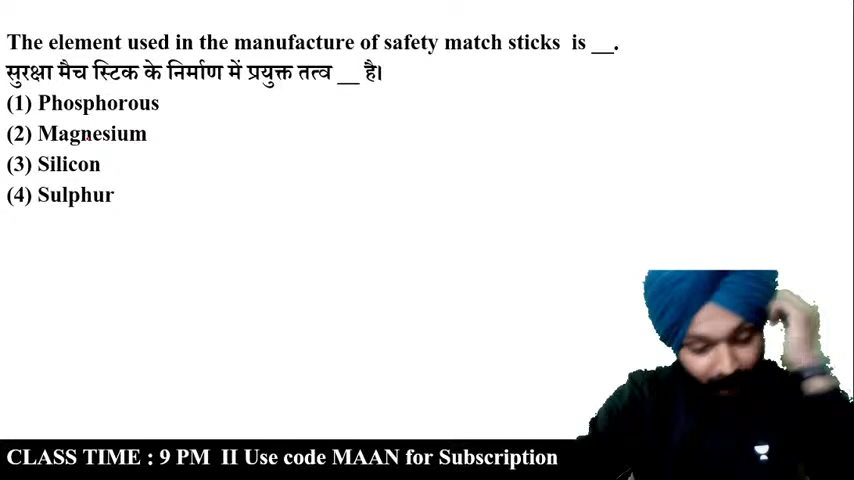 The element used in the manufacture of safety match sticks is __.
सुरक्षा मैच स्टिक के निर्माण में प्रयुक्त तत्व __ है।
(1) Phosphorous
(2) Magnesium
(3) Silicon
(4) Sulphur
CLASS TIME : 9 PM II Use code MAAN for Subscription